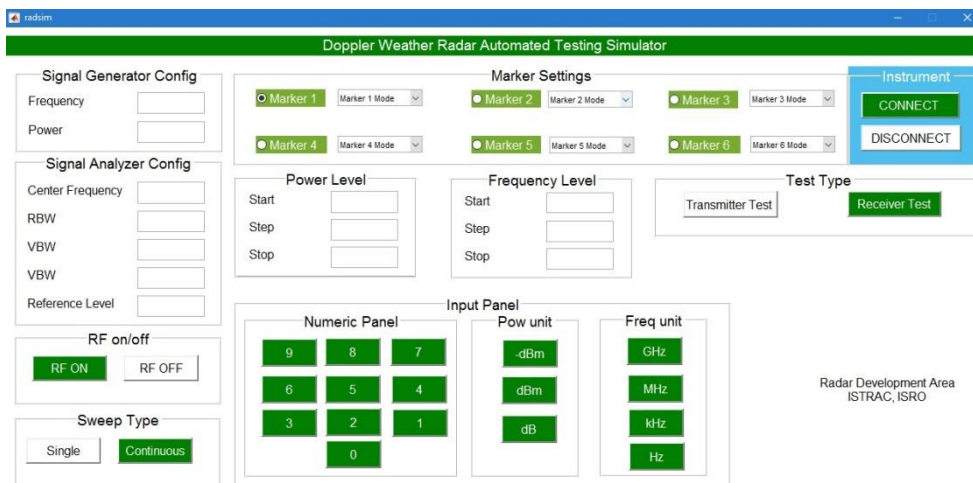 radsim
Doppler Weather Radar Automated Testing Simulator
Signal Generator Config
Frequency
Power
Marker Settings
Marker 1 Marker 1 Mode Marker 2 Marker 2 Mode Marker 3 Marker 3 Mode
Marker 4 Marker 4 Mode Marker 5 Marker 5 Mode Marker 6 Marker 6 Mode
Instrument
CONNECT
DISCONNECT
Signal Analyzer Config
Center Frequency
RBW
VBW
VBW
Reference Level
Power Level
Start
Step
Stop
Frequency Level
Start
Step
Stop
Test Type
Transmitter Test Receiver Test
RF on/off
RF ON RF OFF
Sweep Type
Single Continuous
Input Panel
Numeric Panel
9 8 7
6 5 4
3 2 1
0
Pow unit
-dBm
dBm
dB
Freq unit
GHz
MHz
kHz
Hz
Radar Development Area
ISTRAC, ISRO